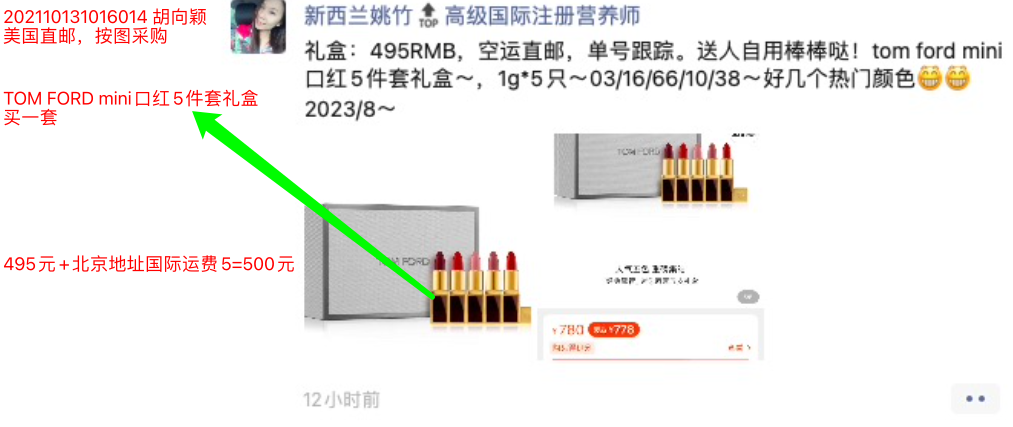 202110131016014 胡向颖
美国直邮，按图采购
TOM FORD mini口红5件套礼盒
买一套
495元+北京地址国际运费5=500元
新西兰姚竹 TOP 高级国际注册营养师
礼盒：495RMB，空运直邮，单号跟踪。送人自用棒棒哒！tom ford mini
口红5件套礼盒～，1g*5只～03/16/66/10/38～好几个热门颜色😁😁
2023/8～
TOM FORD
TOM FORD
¥780 ¥778
12小时前